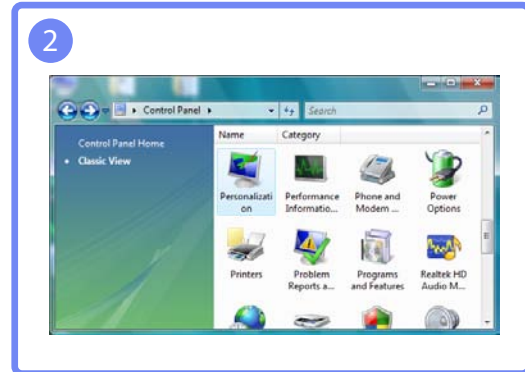 2
Control Panel
Search
Control Panel Home
Classic View
Name Category
Personalizati
on
Performance
Informatio...
Phone and
Modem ...
Power
Options
Printers
Problem
Reports a...
Programs
and Features
Realtek HD
Audio M...